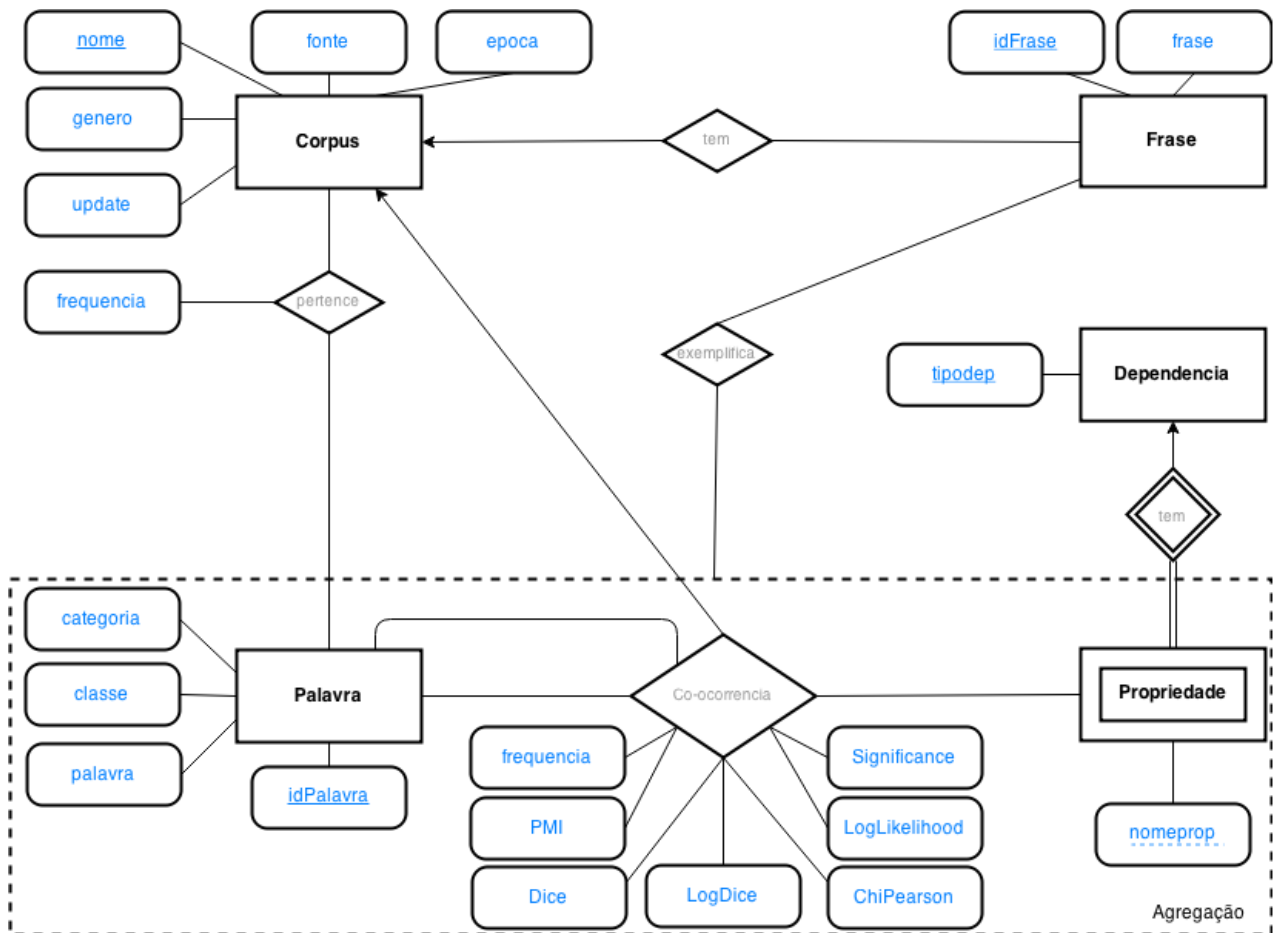 nome
fonte
epoca
idFrase
frase
genero
Corpus
tem
Frase
update
frequencia
pertence
exemplifica
tipodep
Dependencia
tem
categoria
classe
Palavra
Co-ocorrencia
Propriedade
palavra
idPalavra
frequencia
Significance
PMI
LogLikelihood
nomeprop
Dice
LogDice
ChiPearson
Agregação